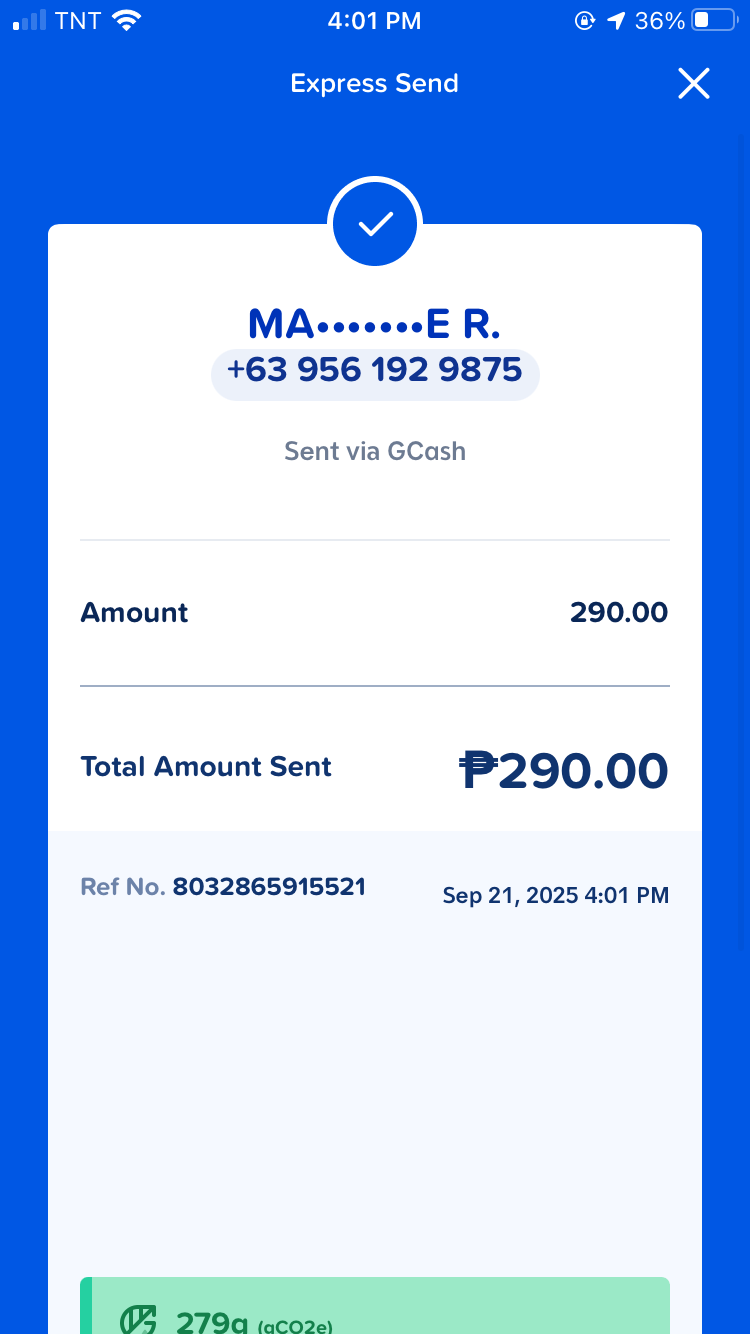 TNT 4:01 PM 36%
Express Send
MA•••••••E R.
+63 956 192 9875
Sent via GCash
Amount 290.00
Total Amount Sent ₱290.00
Ref No. 8032865915521 Sep 21, 2025 4:01 PM
279g (gCO2e)